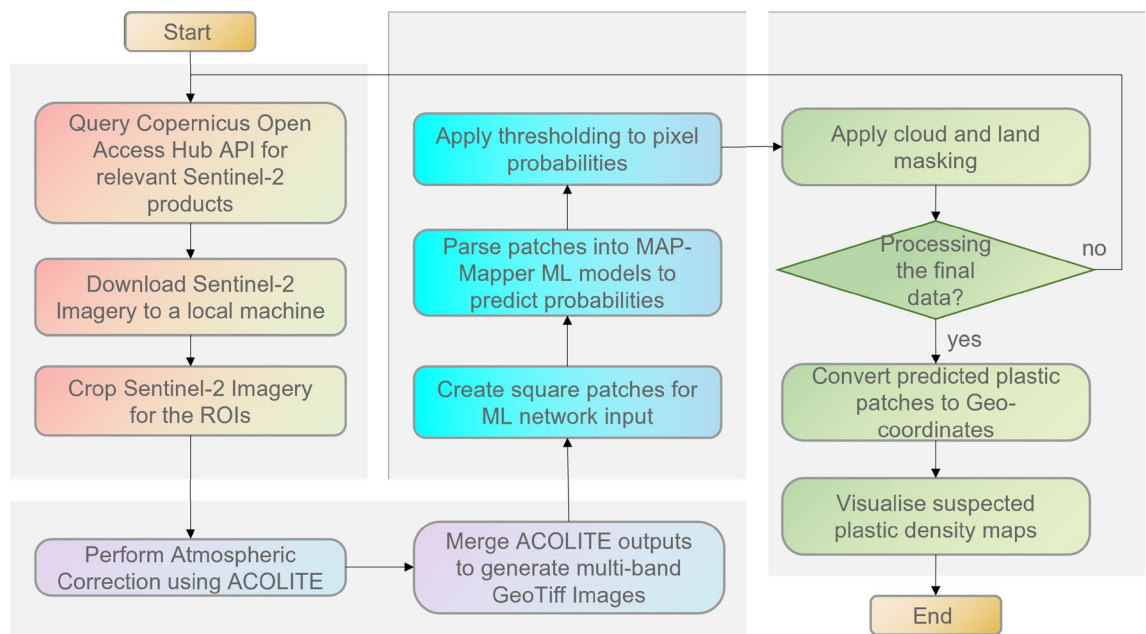 Start
Query Copernicus Open
Access Hub API for
relevant Sentinel-2
products
Download Sentinel-2
Imagery to a local machine
Crop Sentinel-2 Imagery
for the ROIs
Perform Atmospheric
Correction using ACOLITE
Merge ACOLITE outputs
to generate multi-band
GeoTiff Images
Create square patches for
ML network input
Parse patches into MAP-
Mapper ML models to
predict probabilities
Apply thresholding to pixel
probabilities
Apply cloud and land
masking
Processing
the final
data?
no
yes
Convert predicted plastic
patches to Geo-
coordinates
Visualise suspected
plastic density maps
End